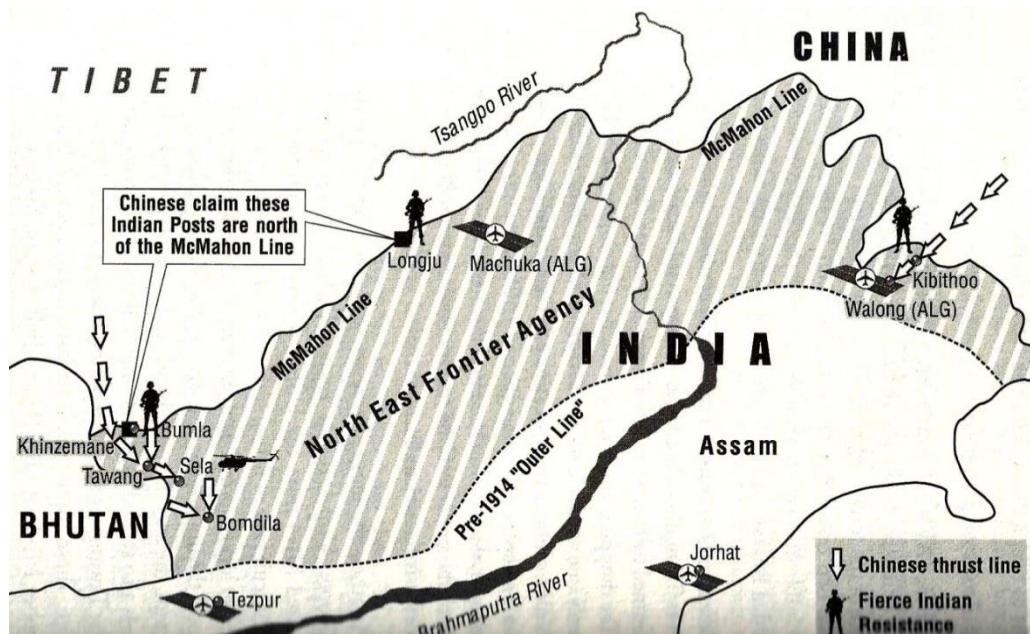 CHINA
TIBET
Tsangpo River
McMahon Line
Chinese claim these
Indian Posts are north
of the McMahon Line
Longju
Machuka (ALG)
Kibithoo
Walong (ALG)
McMahon Line
North East Frontier Agency
INDIA
Bumla
Khinzemane
Tawang
Sela
Pre-1914 "Outer Line"
Assam
BHUTAN
Bomdila
Jorhat
Tezpur
Brahmaputra River
Chinese thrust line
Fierce Indian
Resistance